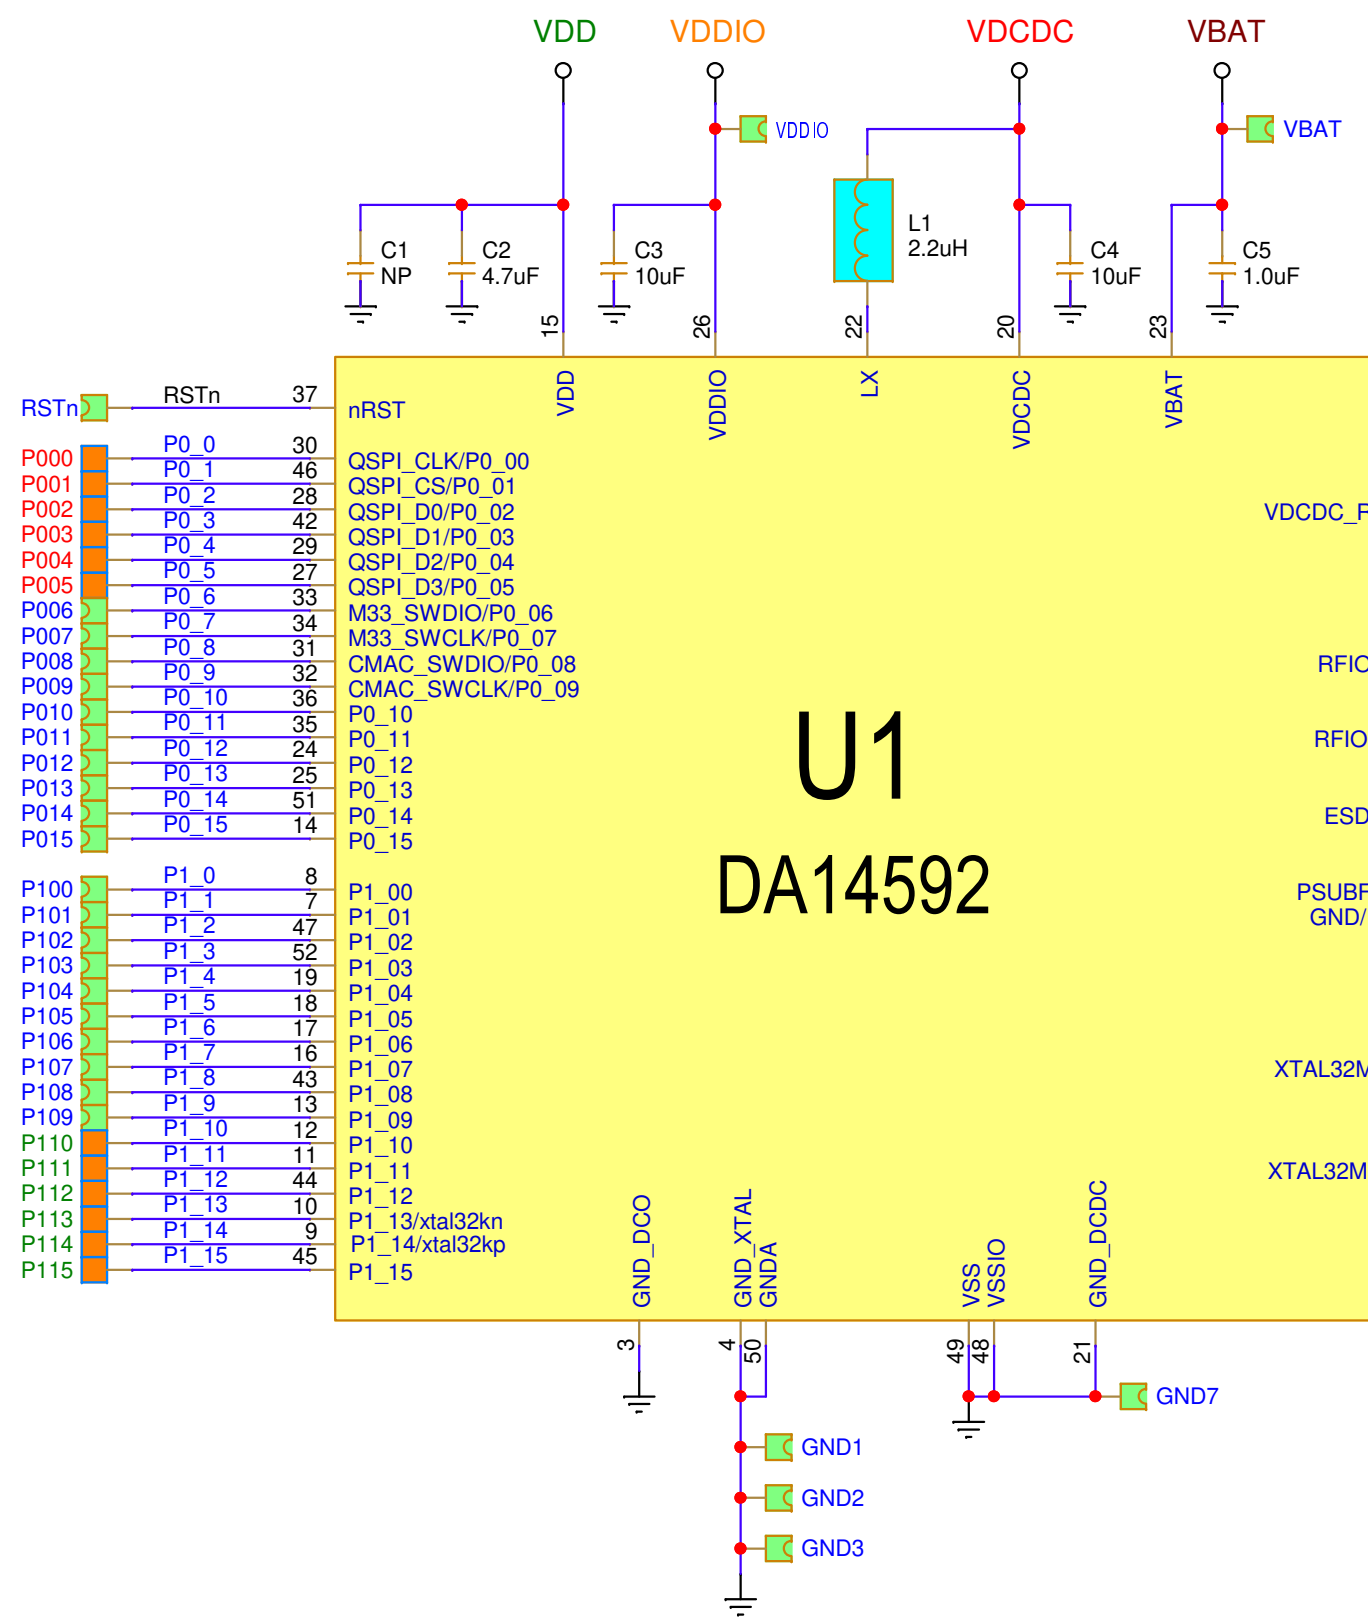 VDD VDDIO VDCDC VBAT
VDDIO VBAT
C1 NP
C2 4.7uF
C3 10uF
L1 2.2uH
C4 10uF
C5 1.0uF
15 26 22 20 23
VDD VDDIO LX VDCDC VBAT
RSTn RSTn 37 nRST
P000 P0_0 30 QSPI_CLK/P0_00
P001 P0_1 46 QSPI_CS/P0_01
P002 P0_2 28 QSPI_D0/P0_02
P003 P0_3 42 QSPI_D1/P0_03
P004 P0_4 29 QSPI_D2/P0_04
P005 P0_5 27 QSPI_D3/P0_05
P006 P0_6 33 M33_SWDIO/P0_06
P007 P0_7 34 M33_SWCLK/P0_07
P008 P0_8 31 CMAC_SWDIO/P0_08
P009 P0_9 32 CMAC_SWCLK/P0_09
P010 P0_10 36 P0_10
P011 P0_11 35 P0_11
P012 P0_12 24 P0_12
P013 P0_13 25 P0_13
P014 P0_14 51 P0_14
P015 P0_15 14 P0_15
P100 P1_0 8 P1_00
P101 P1_1 7 P1_01
P102 P1_2 47 P1_02
P103 P1_3 52 P1_03
P104 P1_4 19 P1_04
P105 P1_5 18 P1_05
P106 P1_6 17 P1_06
P107 P1_7 16 P1_07
P108 P1_8 43 P1_08
P109 P1_9 13 P1_09
P110 P1_10 12 P1_10
P111 P1_11 11 P1_11
P112 P1_12 44 P1_12
P113 P1_13 10 P1_13/xtal32kn
P114 P1_14 9 P1_14/xtal32kp
P115 P1_15 45 P1_15
U1
DA14592
VDCDC_R
RFIO
RFIO
ESD
PSUBF
GND/
XTAL32M
XTAL32M
GND_DCO GND_XTAL GNDA VSS VSSIO GND_DCDC
3 4 50 49 48 21
GND7
GND1
GND2
GND3